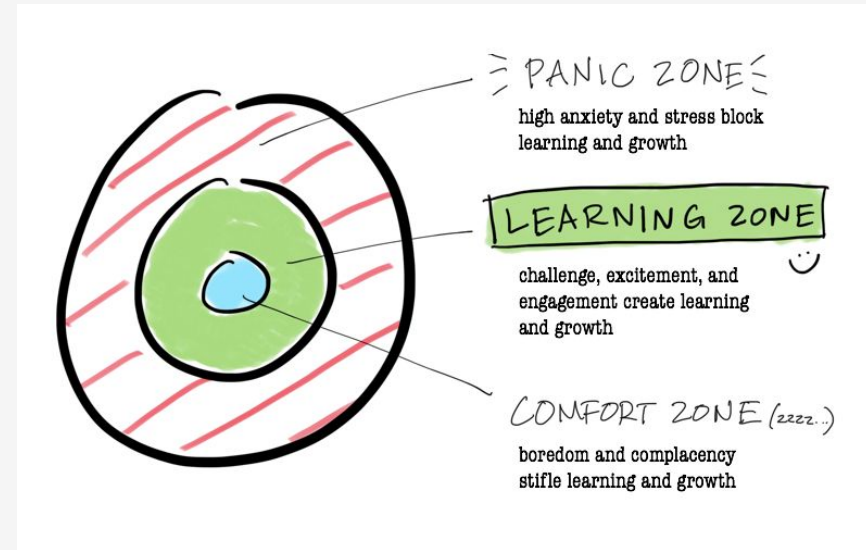 PANIC ZONE
high anxiety and stress block
learning and growth
LEARNING ZONE
challenge, excitement, and
engagement create learning
and growth
COMFORT ZONE (zzzz...)
boredom and complacency
stifle learning and growth